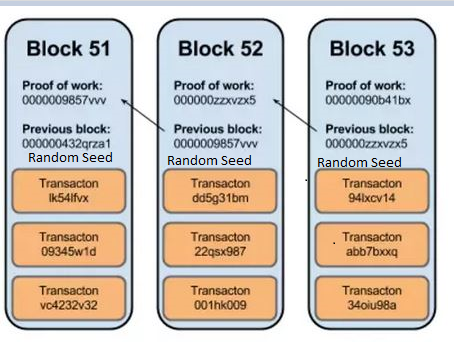 Block 51
Proof of work:
0000009857vvv
Previous block:
000000432qrza1
Random Seed
Transacton
lk54lfvx
Transacton
09345w1d
Transacton
vc4232v32
Block 52
Proof of work:
000000zzxvzx5
Previous block:
0000009857vvv
Random Seed
Transacton
dd5g31bm
Transacton
22qsx987
Transacton
001hk009
Block 53
Proof of work:
00000090b41bx
Previous block:
000000zzxvzx5
Random Seed
Transacton
94lxcv14
Transacton
abb7bxxq
Transacton
34oiu98a